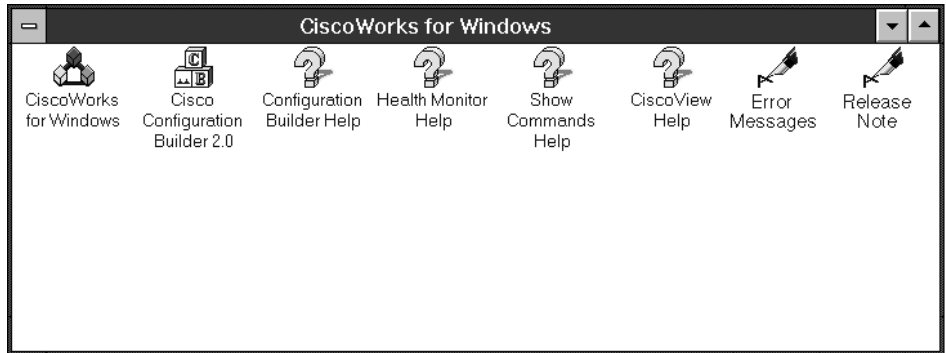 CiscoWorks for Windows
CiscoWorks
for Windows
Cisco
Configuration
Builder 2.0
Configuration
Builder Help
Health Monitor
Help
Show
Commands
Help
CiscoView
Help
Error
Messages
Release
Note